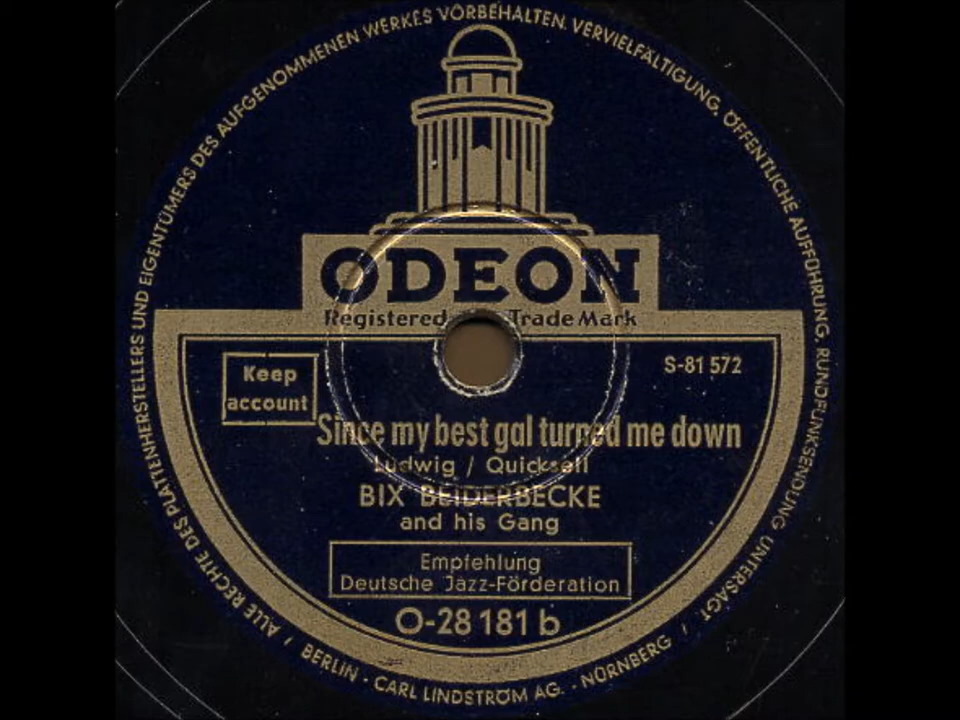 ALLE RECHTE DES PLATTENHERSTELLERS UND EIGENTÜMERS DES AUFGENOMMENEN WERKES VORBEHALTEN. VERVIELFÄLTIGUNG, ÖFFENTLICHE AUFFÜHRUNG, RUNDFUNKSENDUNG UNTERSAGT /
ODEON
Registered Trade Mark
Keep
account
S-81 572
Since my best gal turned me down
Ludwig / Quicksell
BIX BEIDERBECKE
and his Gang
Empfehlung
Deutsche Jazz-Förderation
O-28 181 b
/ BERLIN · CARL LINDSTRÖM AG. · NÜRNBERG